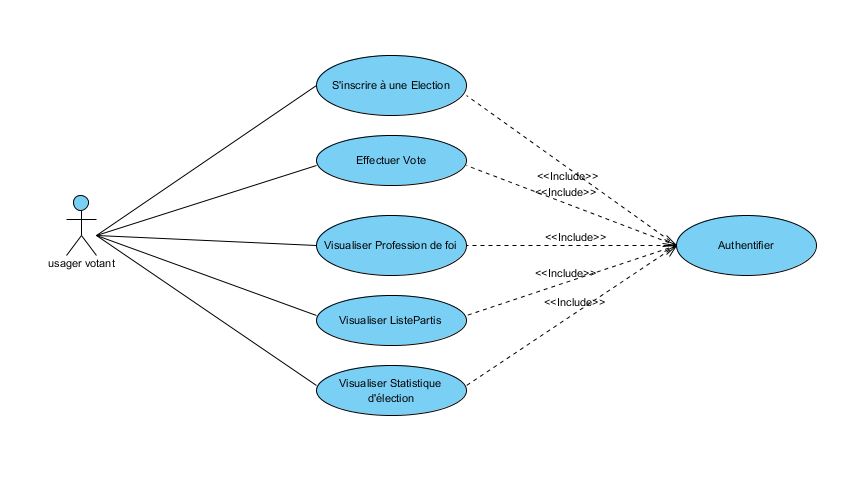 S'inscrire à une Election
Effectuer Vote
<<Include>>
<<Include>>
usager votant
Visualiser Profession de foi
<<Include>>
Authentifier
<<Include>>
<<Include>>
Visualiser ListePartis
Visualiser Statistique
d'élection